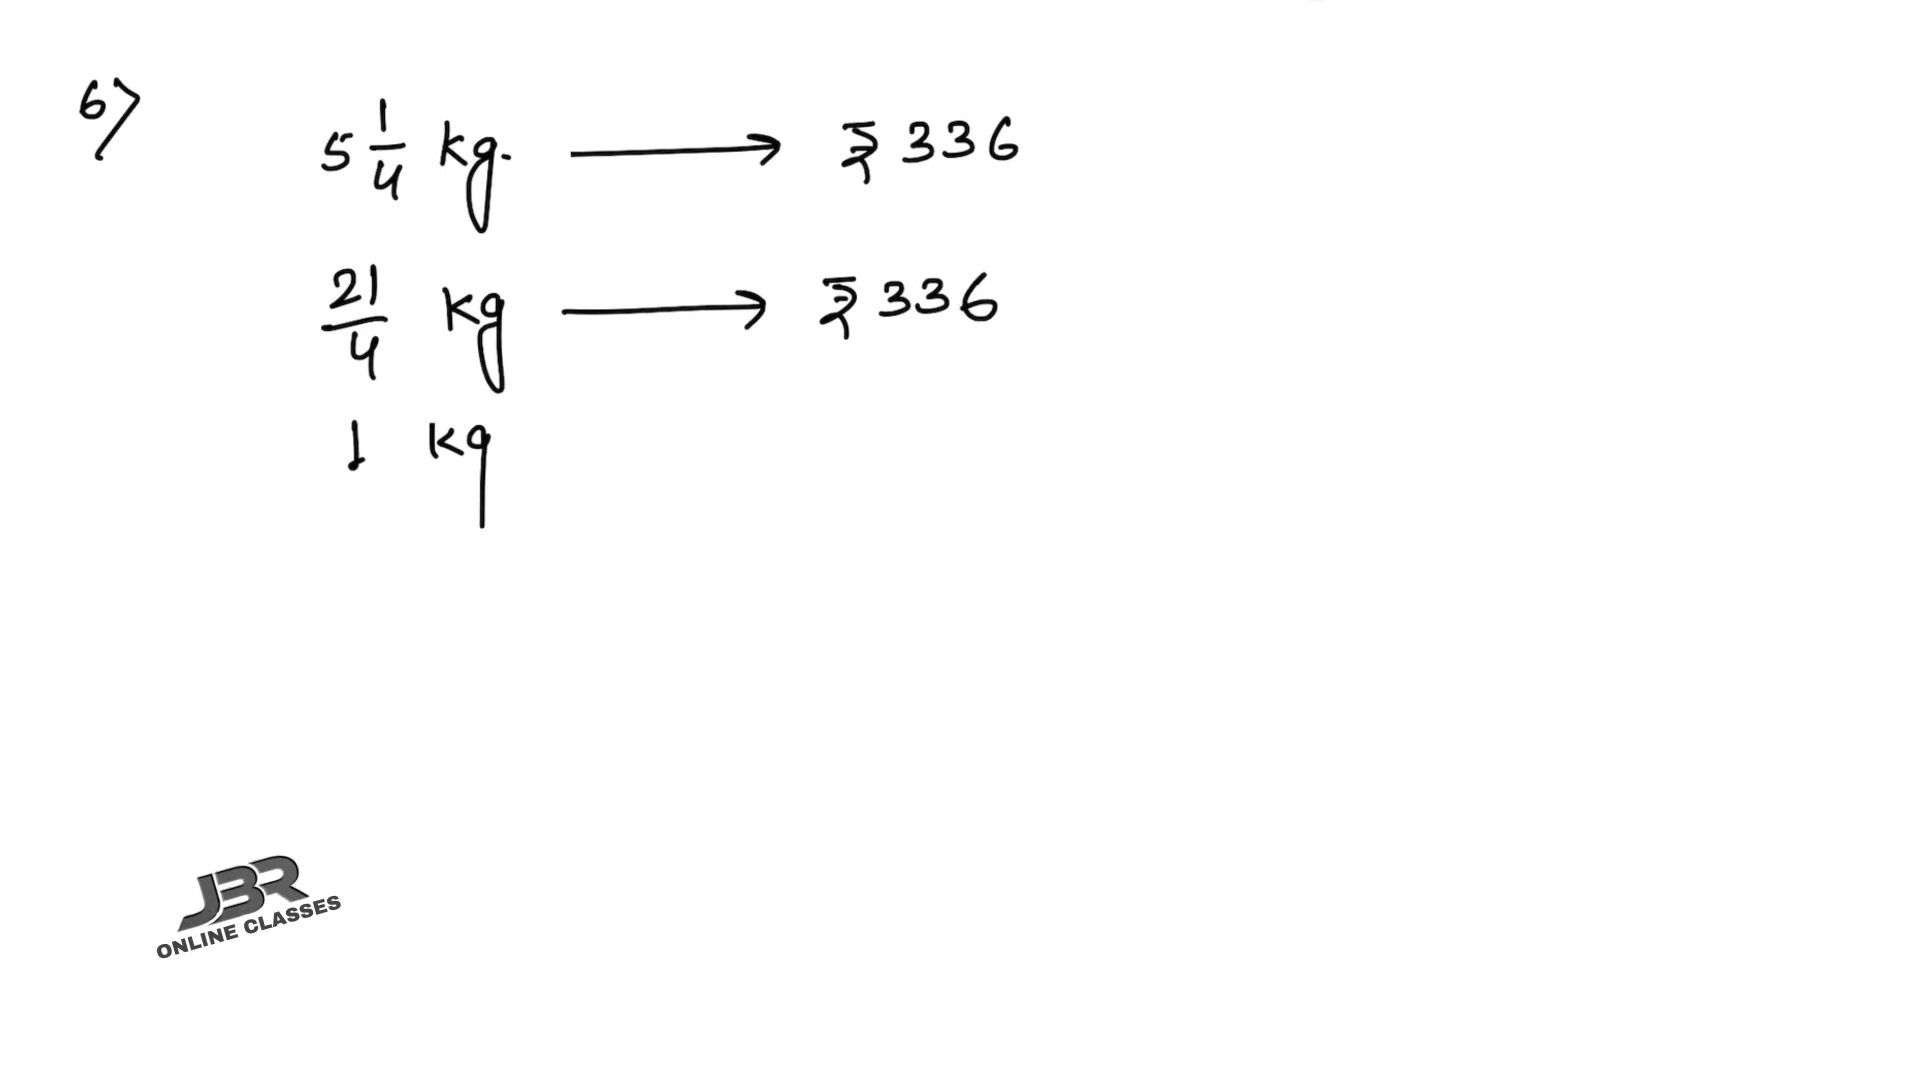 6)
5 1/4 kg. → ₹ 336
21/4 kg → ₹ 336
1 kg
JBR
ONLINE CLASSES